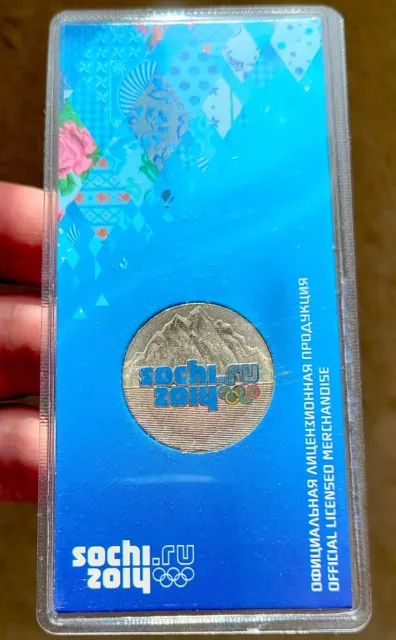 sochi.ru
2014
sochi.ru
2014
ОФИЦИАЛЬНАЯ ЛИЦЕНЗИОННАЯ ПРОДУКЦИЯ
OFFICIAL LICENSED MERCHANDISE